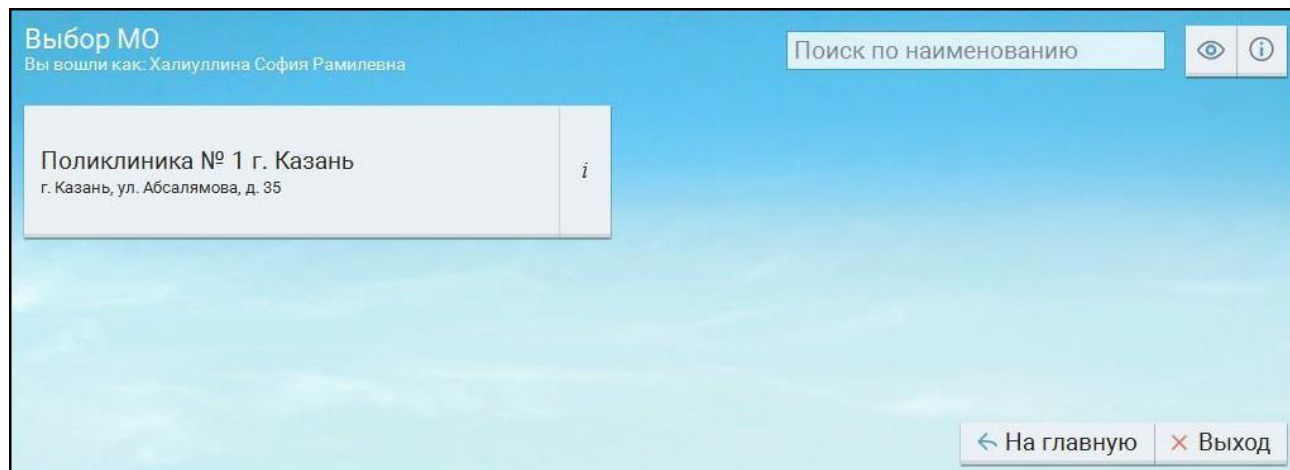 Выбор МО
Вы вошли как: Халиуллина София Рамилевна
Поиск по наименованию
Поликлиника № 1 г. Казань
г. Казань, ул. Абсалямова, д. 35
i
На главную
Выход